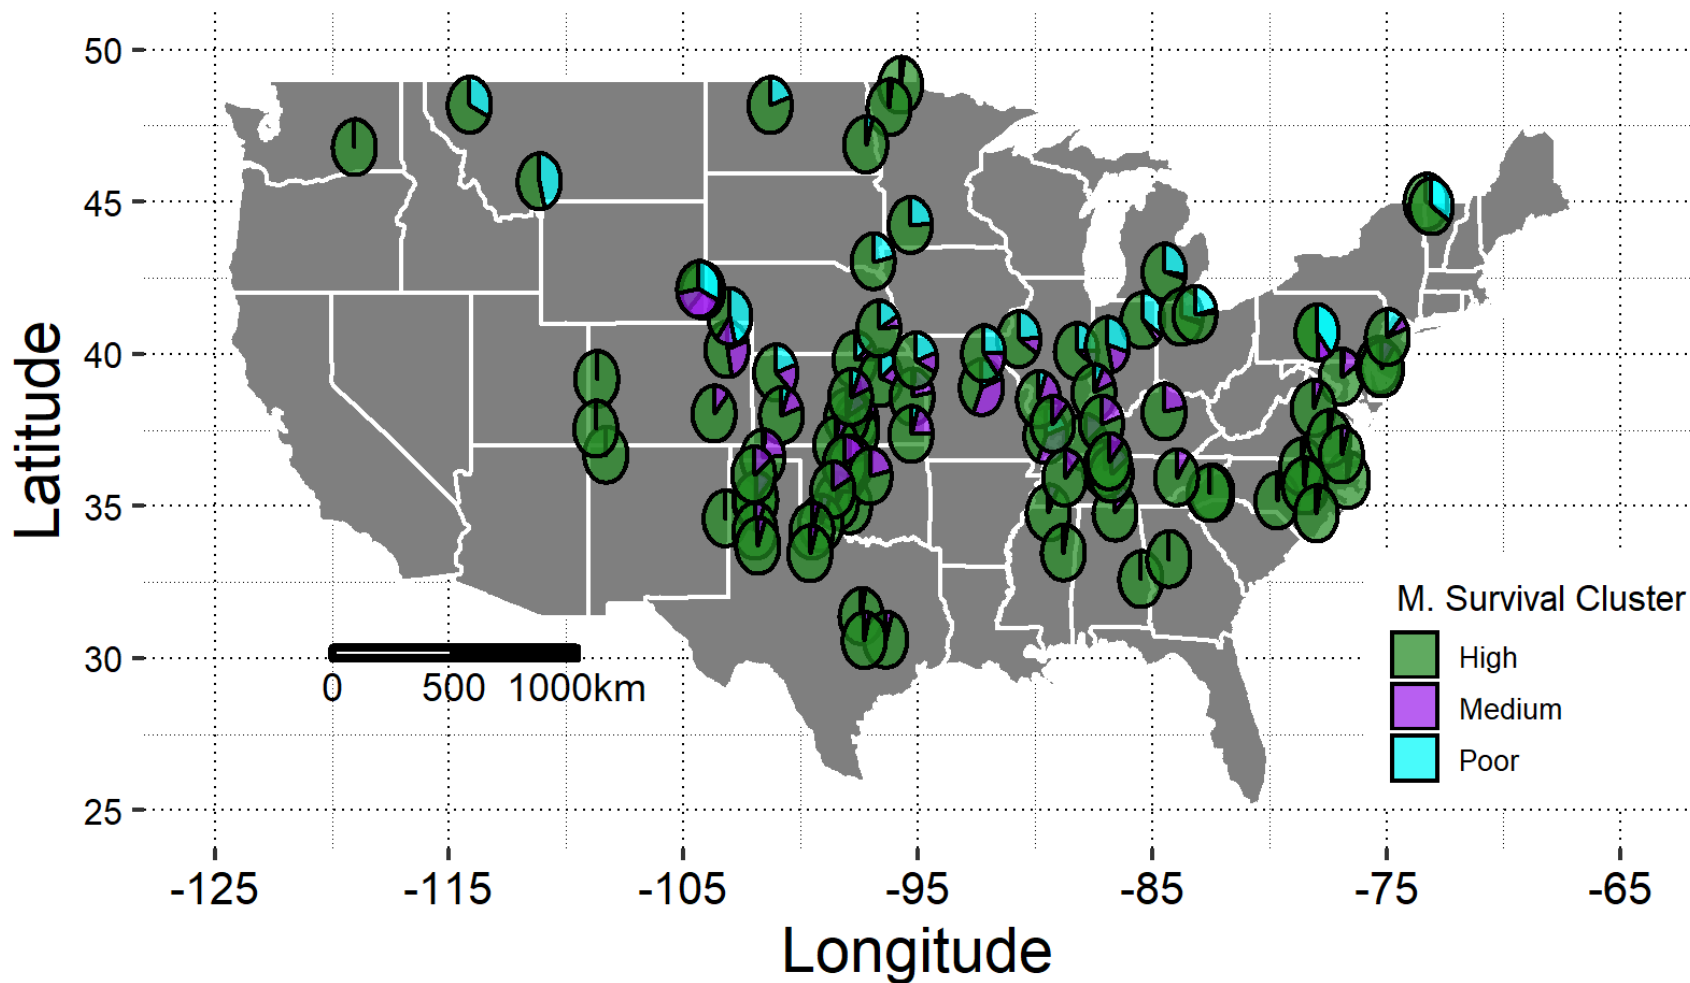 50
45
40
35
30
25
Latitude
0 500 1000km
M. Survival Cluster
High
Medium
Poor
-125 -115 -105 -95 -85 -75 -65
Longitude